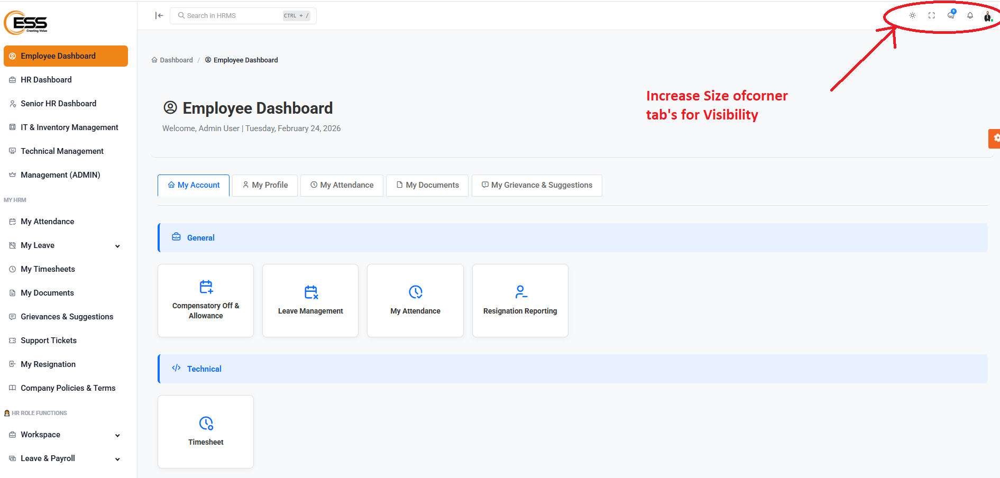 ESS
Creating Value
Search in HRMS
CTRL + /
5
Employee Dashboard
HR Dashboard
Senior HR Dashboard
IT & Inventory Management
Technical Management
Management (ADMIN)
MY HRM
My Attendance
My Leave
My Timesheets
My Documents
Grievances & Suggestions
Support Tickets
My Resignation
Company Policies & Terms
HR ROLE FUNCTIONS
Workspace
Leave & Payroll
Dashboard / Employee Dashboard
Employee Dashboard
Welcome, Admin User | Tuesday, February 24, 2026
Increase Size ofcorner
tab's for Visibility
My Account
My Profile
My Attendance
My Documents
My Grievance & Suggestions
General
Compensatory Off &
Allowance
Leave Management
My Attendance
Resignation Reporting
</> Technical
Timesheet